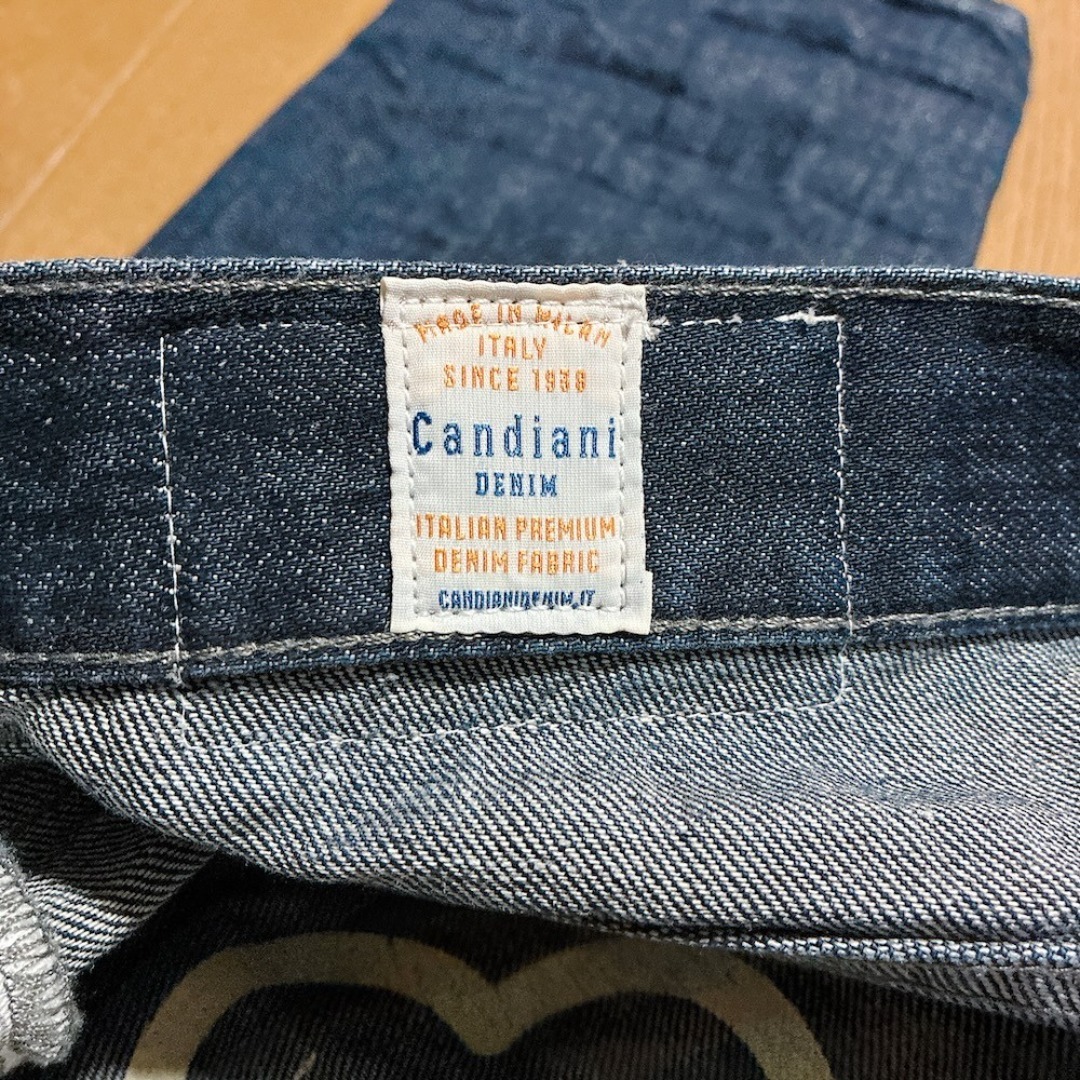 MADE IN MILAN
ITALY
SINCE 1938
Candiani
DENIM
ITALIAN PREMIUM
DENIM FABRIC
CANDIANIDENIM.IT